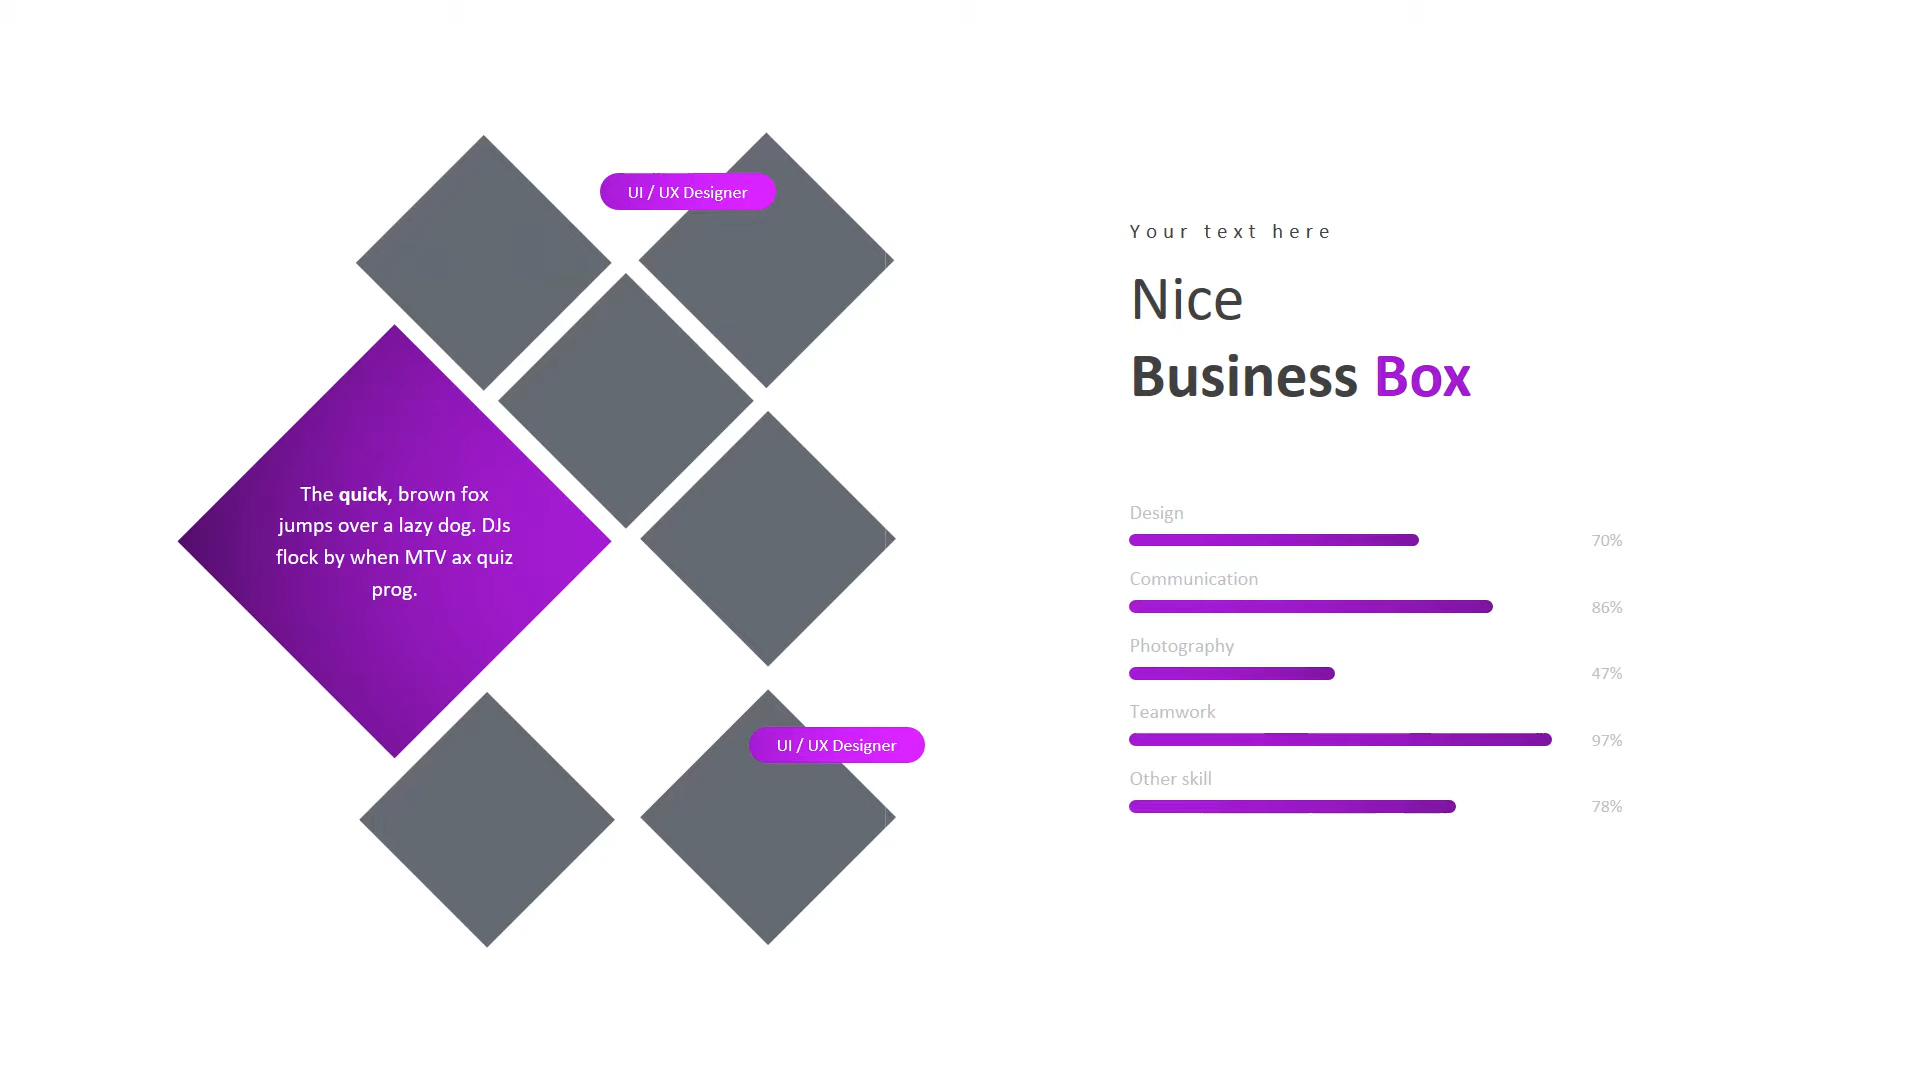 UI / UX Designer
The quick, brown fox
jumps over a lazy dog. DJs
flock by when MTV ax quiz
prog.
UI / UX Designer
Your text here
Nice
Business Box
Design
70%
Communication
86%
Photography
47%
Teamwork
97%
Other skill
78%